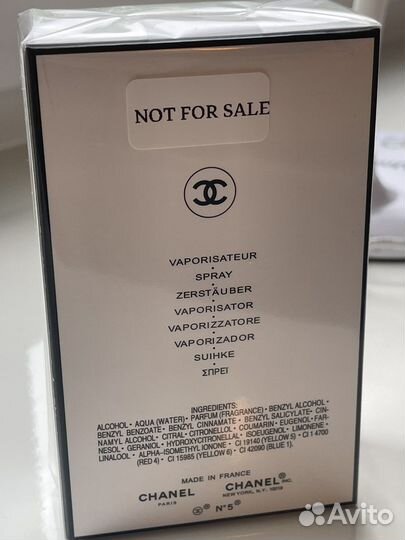 NOT FOR SALE
VAPORISATEUR
SPRAY
ZERSTÄUBER
VAPORISATOR
VAPORIZZATORE
VAPORIZADOR
SUIHKE
ΣΠΡΕΪ
INGREDIENTS:
ALCOHOL • AQUA (WATER) • PARFUM (FRAGRANCE) • BENZYL ALCOHOL •
BENZYL BENZOATE • BENZYL CINNAMATE • BENZYL SALICYLATE • CIN-
NAMYL ALCOHOL • CITRAL • CITRONELLOL • COUMARIN • EUGENOL • FAR-
NESOL • GERANIOL • HYDROXYCITRONELLAL • ISOEUGENOL • LIMONENE •
LINALOOL • ALPHA-ISOMETHYL IONONE • CI 19140 (YELLOW 5) • CI 1 4700
(RED 4) • CI 15985 (YELLOW 6) • CI 42090 (BLUE 1).
MADE IN FRANCE
CHANEL CHANEL INC.
PARIS NEW YORK, N.Y. 10019
N°5
Avito